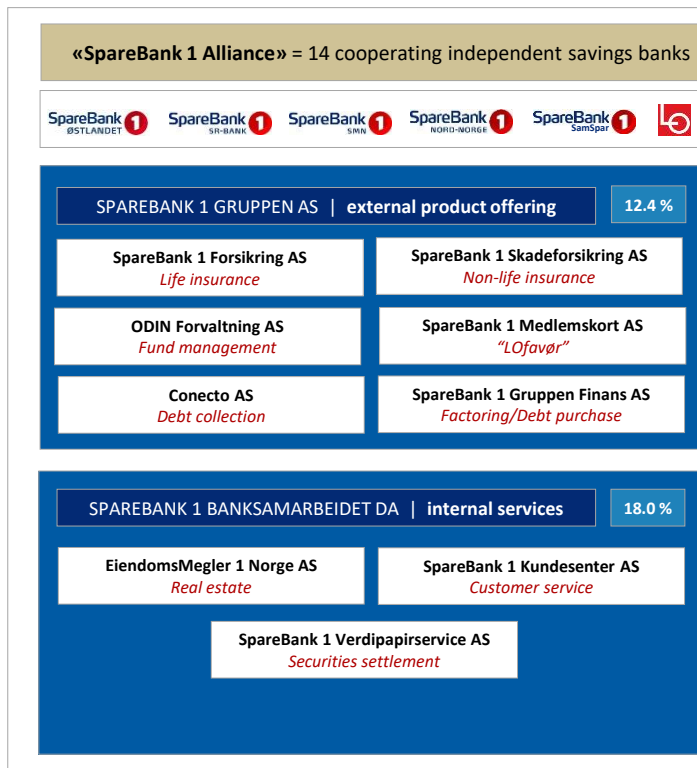 «SpareBank 1 Alliance» = 14 cooperating independent savings banks
SpareBank 1 ØSTLANDET
SpareBank 1 SR-BANK
SpareBank 1 SMN
SpareBank 1 NORD-NORGE
SpareBank 1 SamSpar
LO
SPAREBANK 1 GRUPPEN AS | external product offering
12.4 %
SpareBank 1 Forsikring AS
Life insurance
SpareBank 1 Skadeforsikring AS
Non-life insurance
ODIN Forvaltning AS
Fund management
SpareBank 1 Medlemskort AS
“LOfavør”
Conecto AS
Debt collection
SpareBank 1 Gruppen Finans AS
Factoring/Debt purchase
SPAREBANK 1 BANKSAMARBEIDET DA | internal services
18.0 %
EiendomsMegler 1 Norge AS
Real estate
SpareBank 1 Kundesenter AS
Customer service
SpareBank 1 Verdipapirservice AS
Securities settlement